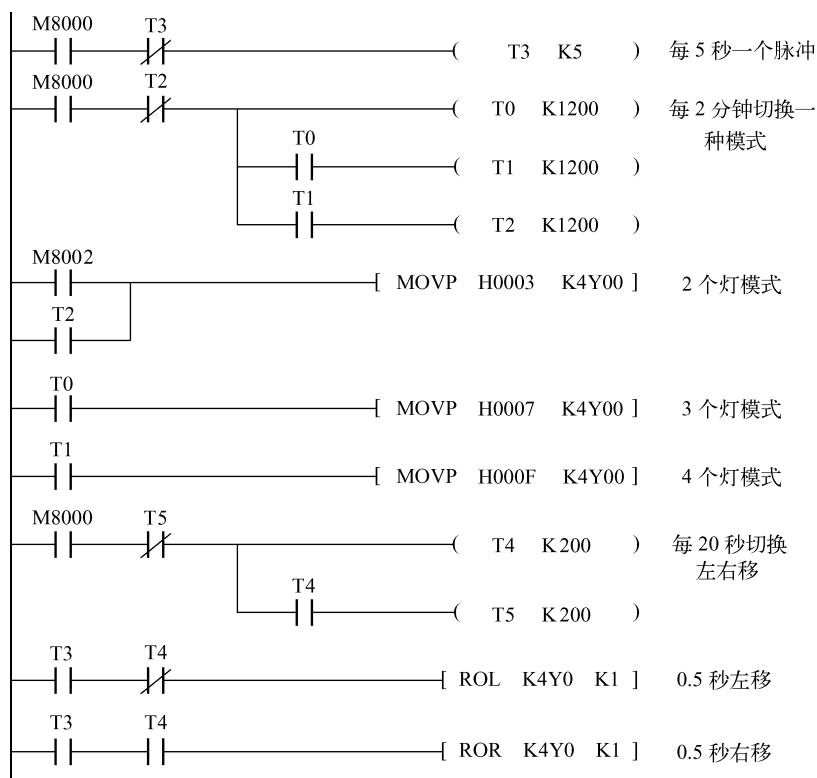 M8000 T3
( T3 K5 ) 每 5 秒一个脉冲
M8000 T2
( T0 K1200 ) 每 2 分钟切换一
种模式
T0
( T1 K1200 )
T1
( T2 K1200 )
M8002
[ MOVP H0003 K4Y00 ] 2 个灯模式
T2
T0
[ MOVP H0007 K4Y00 ] 3 个灯模式
T1
[ MOVP H000F K4Y00 ] 4 个灯模式
M8000 T5
( T4 K200 ) 每 20 秒切换
左右移
T4
( T5 K200 )
T3 T4
[ ROL K4Y0 K1 ] 0.5 秒左移
T3 T4
[ ROR K4Y0 K1 ] 0.5 秒右移